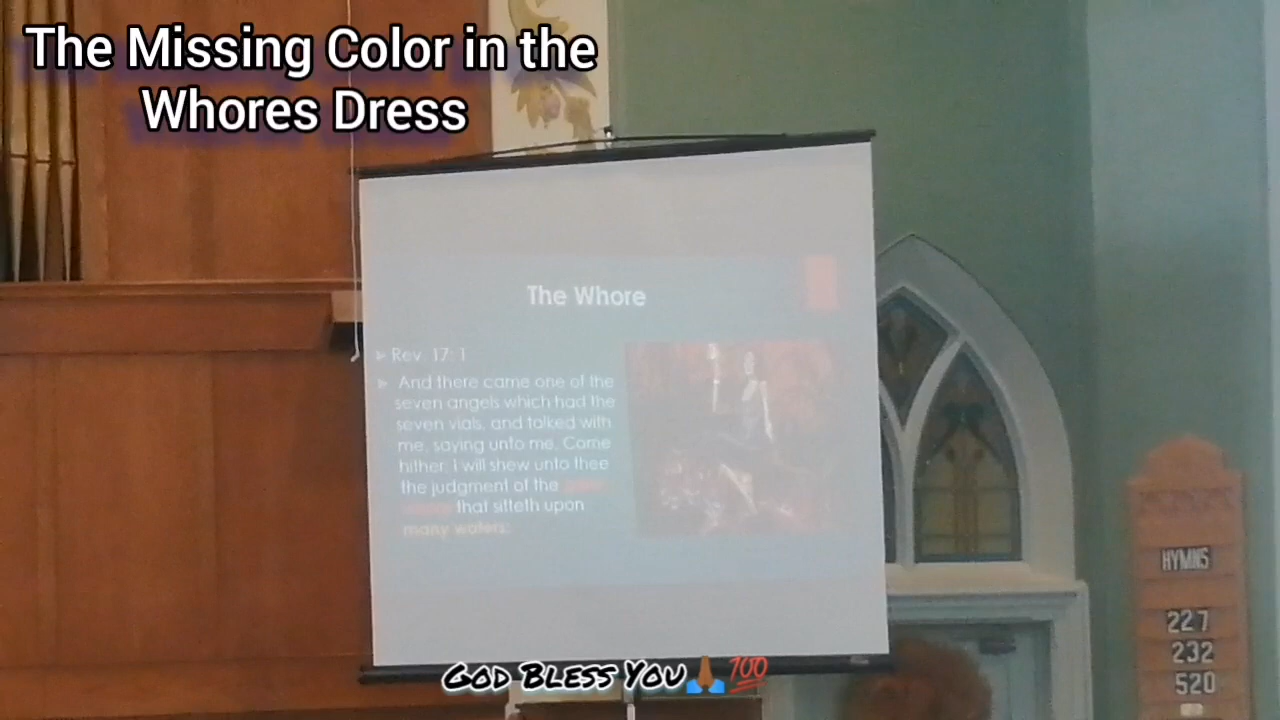 The Missing Color in the
Whores Dress
The Whore
Rev. 17: 1
And there came one of the
seven angels which had the
seven vials, and talked with
me, saying unto me, Come
hither; I will shew unto thee
the judgment of the
that sitteth upon
many waters:
HYMNS
227
232
520
GOD BLESS YOU🙏🏾💯